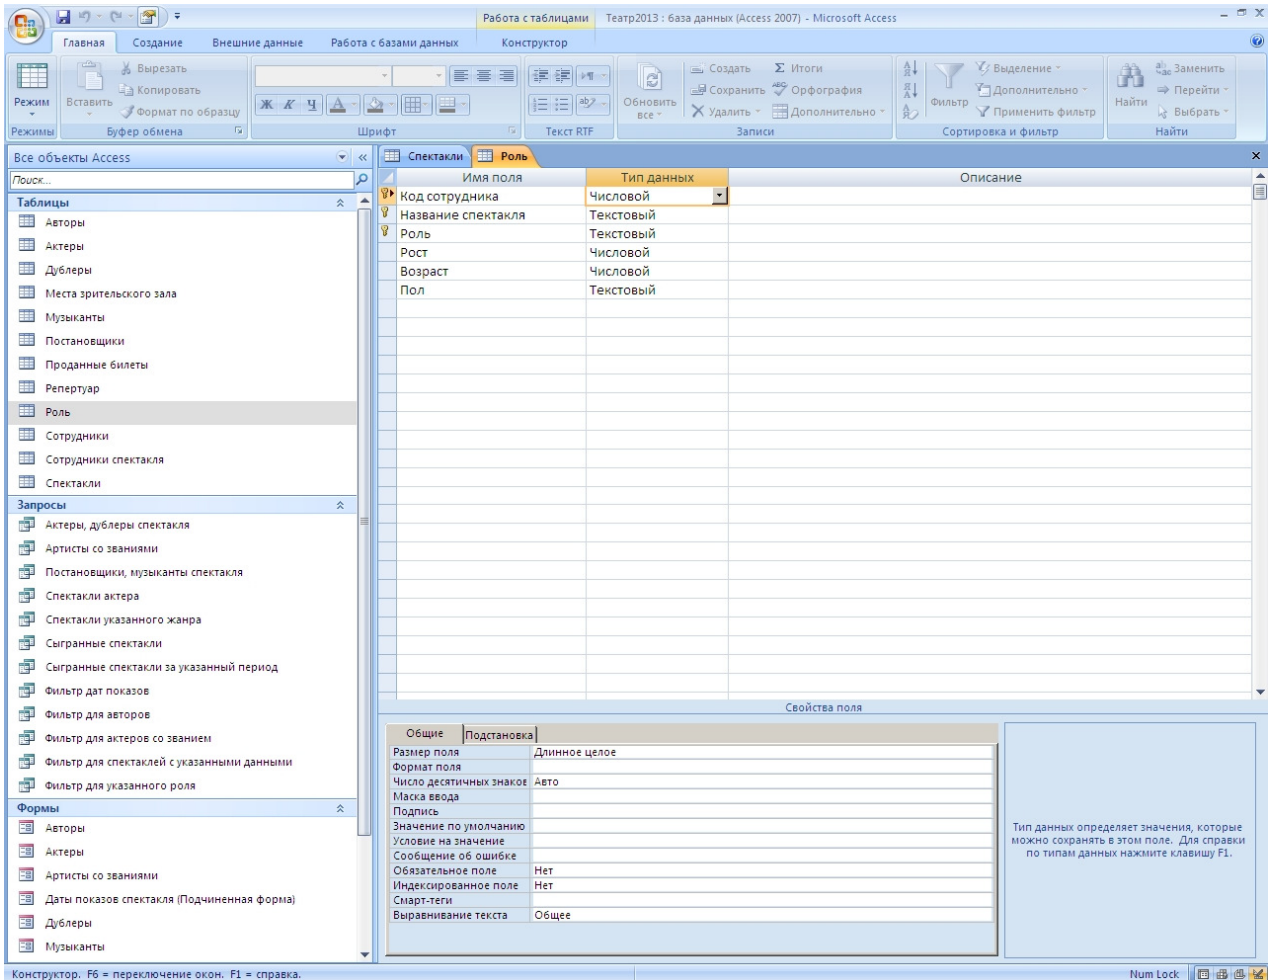 Работа с таблицами Театр2013 : база данных (Access 2007) - Microsoft Access
Главная Создание Внешние данные Работа с базами данных Конструктор
Режим
Режимы
Вставить
Вырезать
Копировать
Формат по образцу
Буфер обмена
Ж К Ч А
Шрифт
Текст RTF
Обновить все
Создать Σ Итоги
Сохранить Орфография
Удалить Дополнительно
Записи
Фильтр
Выделение
Дополнительно
Применить фильтр
Сортировка и фильтр
Найти
Заменить
Перейти
Выбрать
Найти
Все объекты Access
Поиск...
Таблицы
Авторы
Актеры
Дублеры
Места зрительского зала
Музыканты
Постановщики
Проданные билеты
Репертуар
Роль
Сотрудники
Сотрудники спектакля
Спектакли
Запросы
Актеры, дублеры спектакля
Артисты со званиями
Постановщики, музыканты спектакля
Спектакли актера
Спектакли указанного жанра
Сыгранные спектакли
Сыгранные спектакли за указанный период
Фильтр дат показов
Фильтр для авторов
Фильтр для актеров со званием
Фильтр для спектаклей с указанными данными
Фильтр для указанного роля
Формы
Авторы
Актеры
Артисты со званиями
Даты показов спектакля (Подчиненная форма)
Дублеры
Музыканты
Спектакли Роль
Имя поля Тип данных Описание
Код сотрудника Числовой
Название спектакля Текстовый
Роль Текстовый
Рост Числовой
Возраст Числовой
Пол Текстовый
Свойства поля
Общие Подстановка
Размер поля Длинное целое
Формат поля
Число десятичных знаков Авто
Маска ввода
Подпись
Значение по умолчанию
Условие на значение
Сообщение об ошибке
Обязательное поле Нет
Индексированное поле Нет
Смарт-теги
Выравнивание текста Общее
Тип данных определяет значения, которые
можно сохранять в этом поле. Для справки
по типам данных нажмите клавишу F1.
Конструктор. F6 = переключение окон. F1 = справка. Num Lock